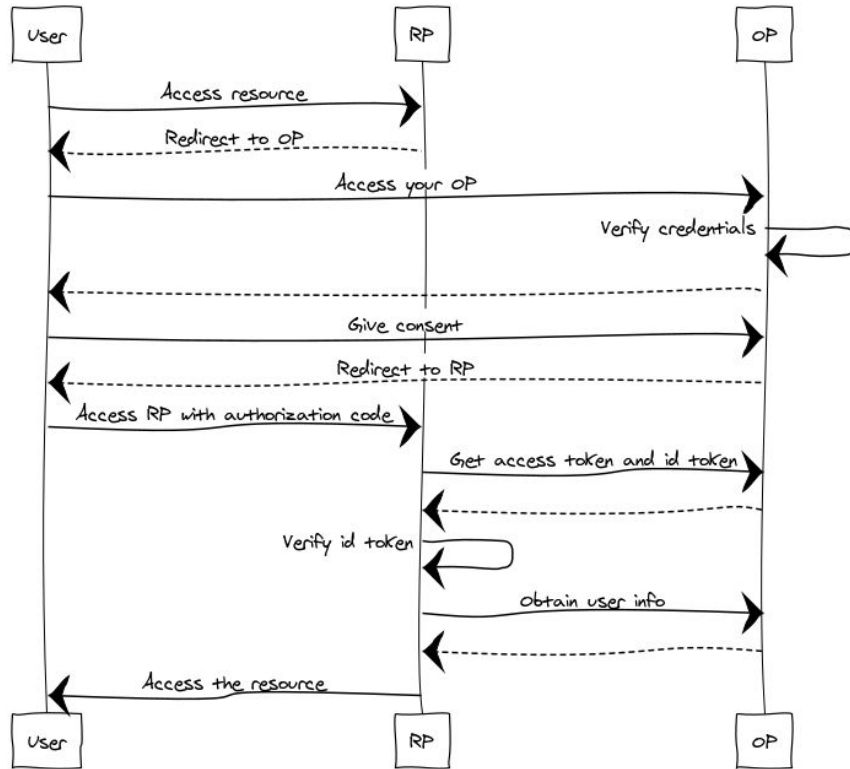 User
RP
OP
Access resource
Redirect to OP
Access your OP
Verify credentials
Give consent
Redirect to RP
Access RP with authorization code
Get access token and id token
Verify id token
Obtain user info
Access the resource
User
RP
OP